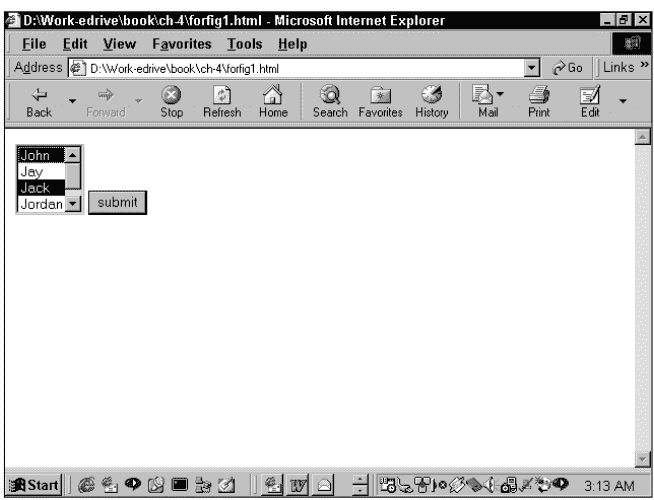 D:\Work-edrive\book\ch-4\forfig1.html - Microsoft Internet Explorer
File Edit View Favorites Tools Help
Address D:\Work-edrive\book\ch-4\forfig1.html Go Links »
Back Forward Stop Refresh Home Search Favorites History Mail Print Edit
John
Jay
Jack
Jordan
submit
Start 3:13 AM